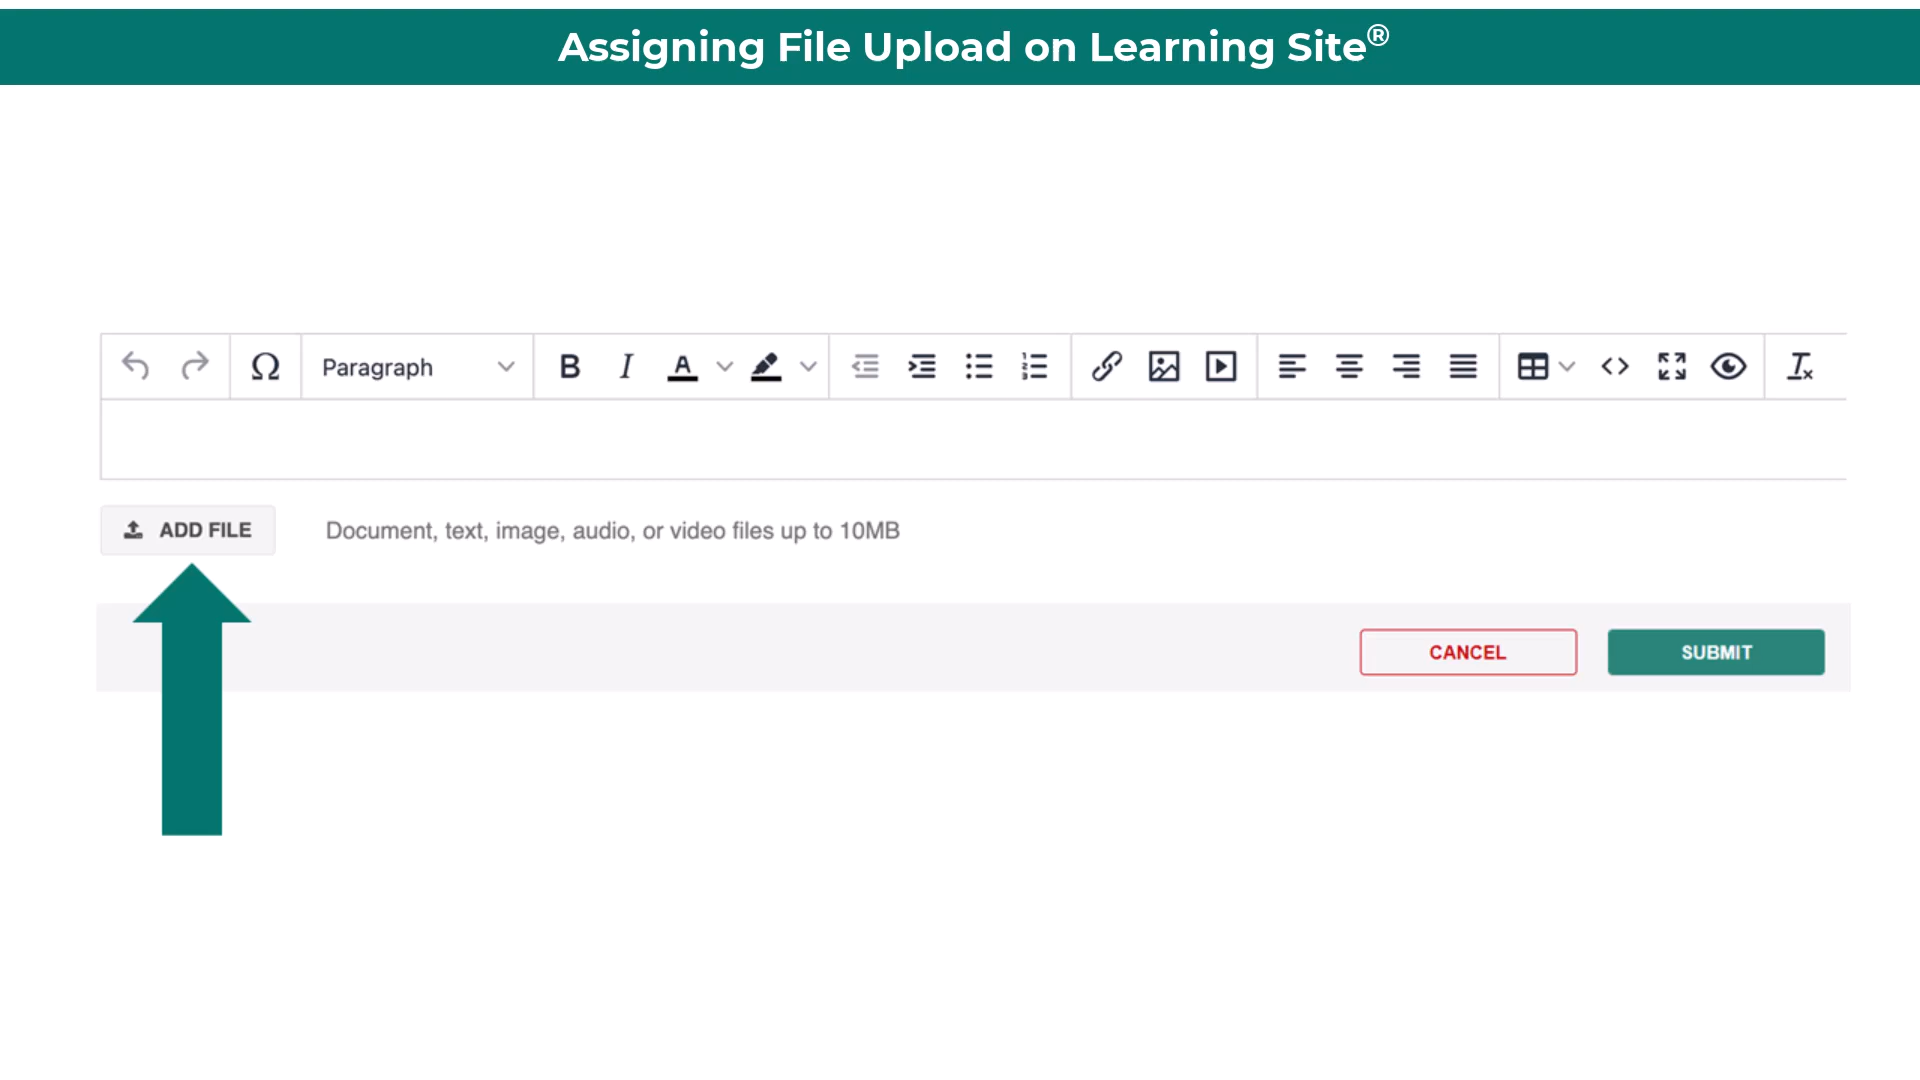 Assigning File Upload on Learning Site®
Paragraph
ADD FILE
Document, text, image, audio, or video files up to 10MB
CANCEL
SUBMIT